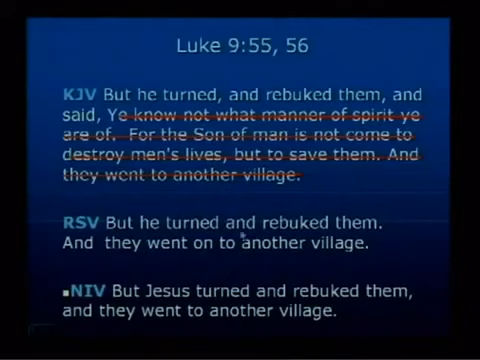 Luke 9:55, 56
KJV But he turned, and rebuked them, and
said, Ye know not what manner of spirit ye
are of. For the Son of man is not come to
destroy men's lives, but to save them. And
they went to another village.
RSV But he turned and rebuked them.
And they went on to another village.
NIV But Jesus turned and rebuked them,
and they went to another village.